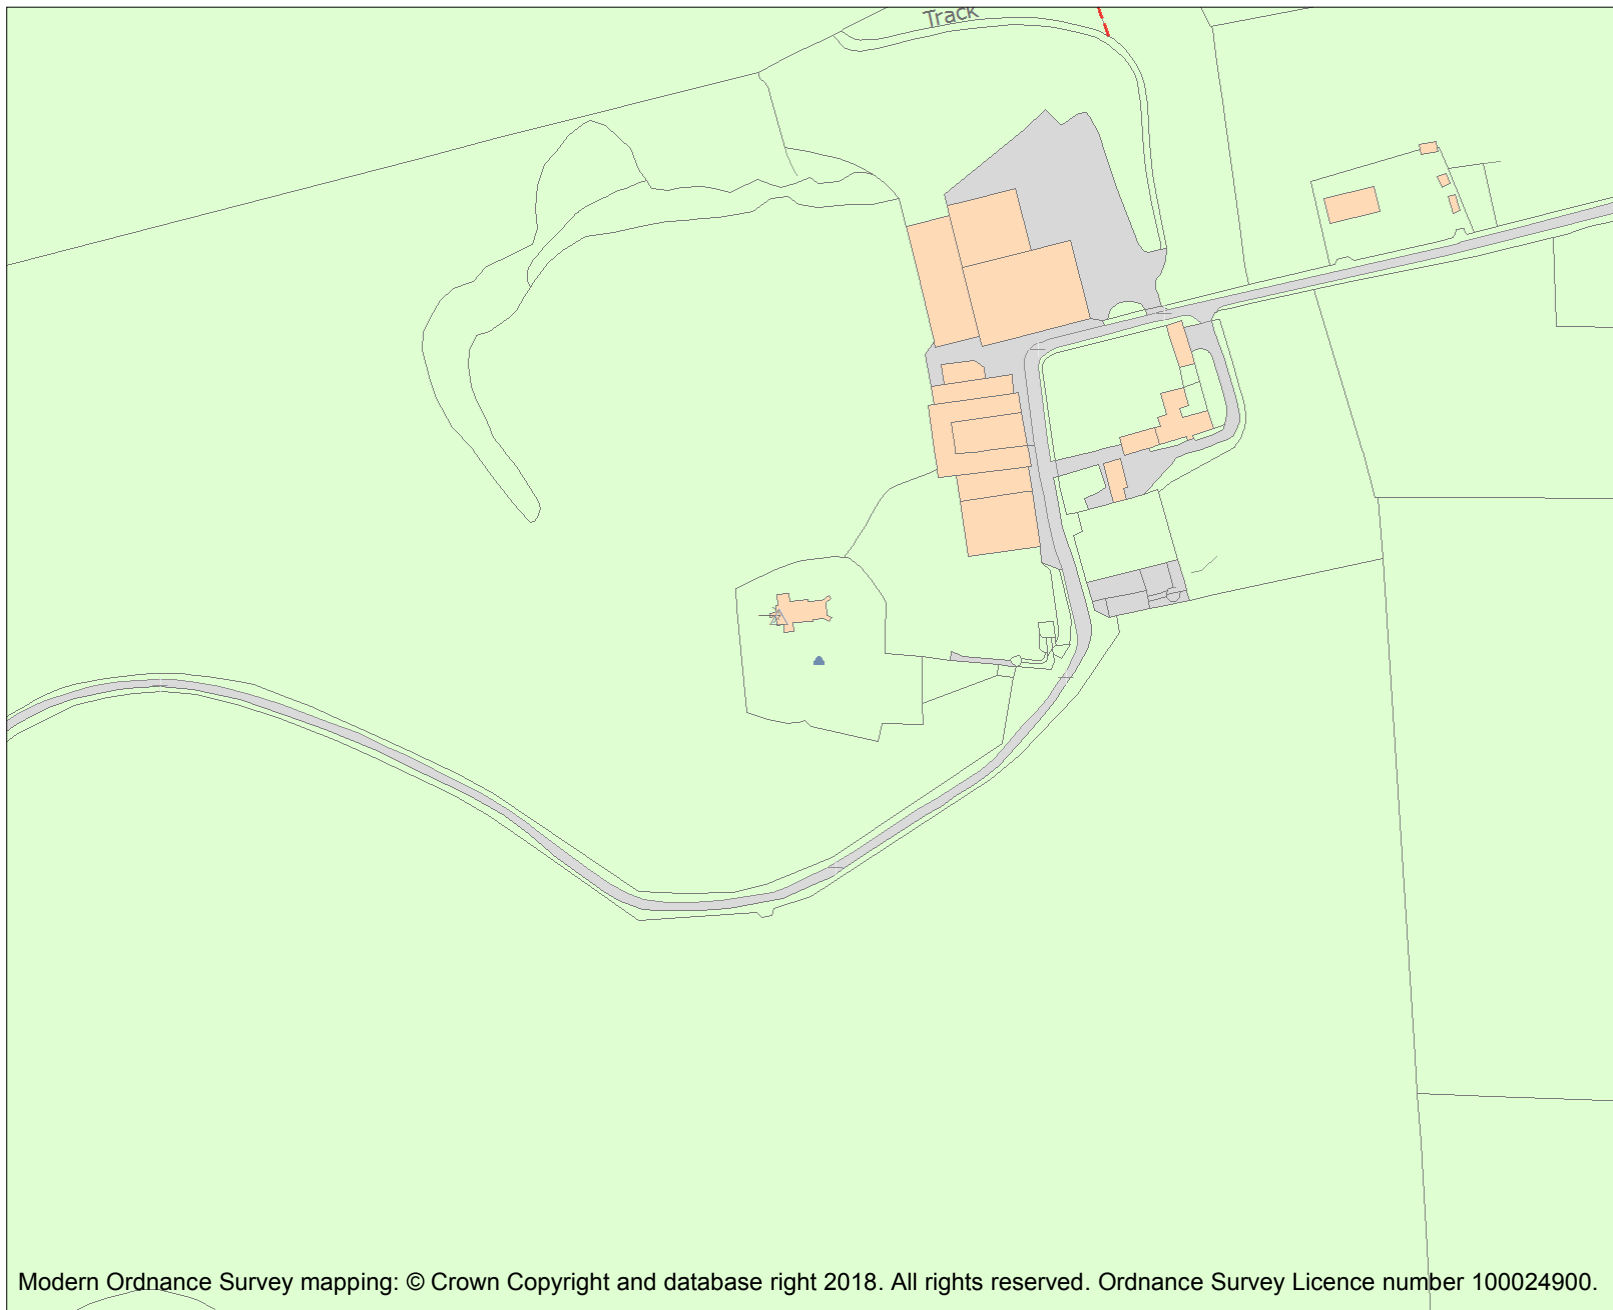 Track
Modern Ordnance Survey mapping: © Crown Copyright and database right 2018. All rights reserved. Ordnance Survey Licence number 100024900.